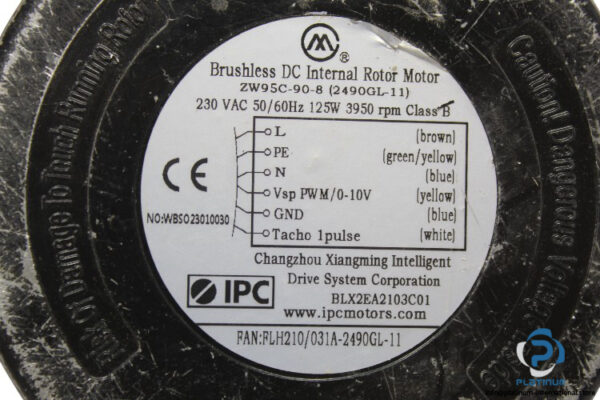 ®
Brushless DC Internal Rotor Motor
ZW95C-90-8 (2490GL-11)
230 VAC 50/60Hz 125W 3950 rpm Class B
L (brown)
PE (green/yellow)
N (blue)
Vsp PWM/0-10V (yellow)
GND (blue)
Tacho 1pulse (white)
CE
NO:WBS023010030
Changzhou Xiangming Intelligent
Drive System Corporation
IPC
BLX2EA2103C01
www.ipcmotors.com
FAN:FLH210/031A-2490GL-11
Risk Of Damage To Touch Running Rotor
Caution! Dangerous
PLATINUM